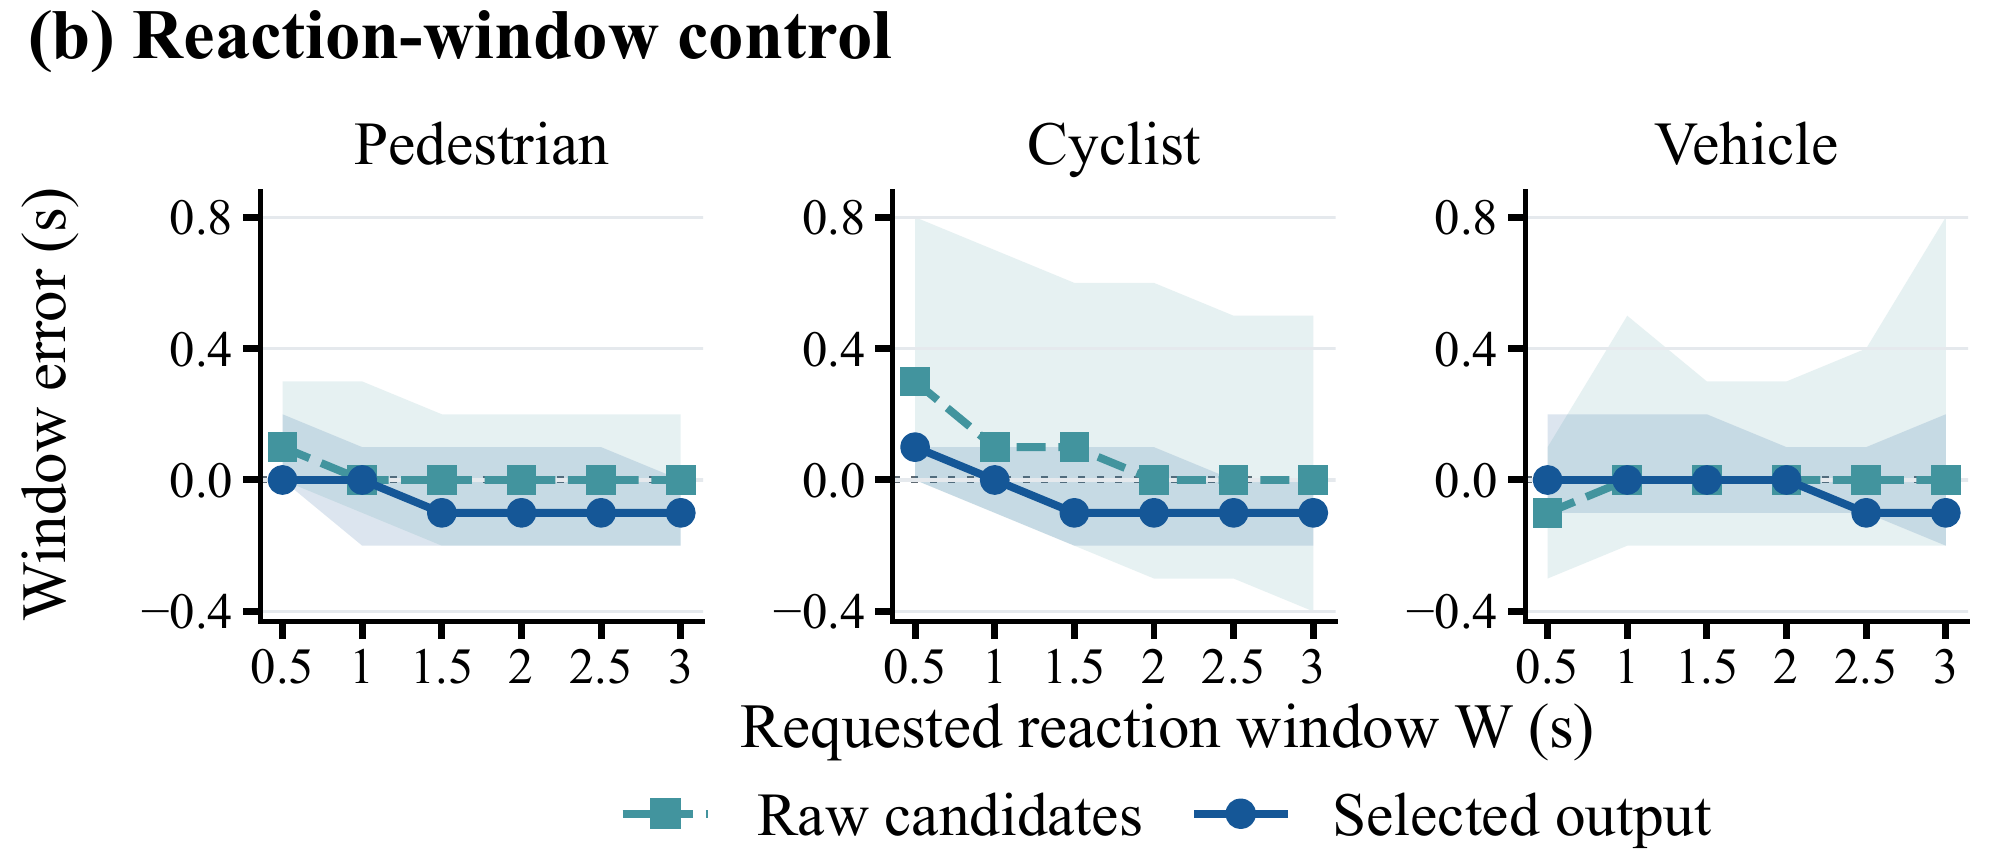 (b) Reaction-window control
Pedestrian Cyclist Vehicle
Window error (s)
0.8 0.8 0.8
0.4 0.4 0.4
0.0 0.0 0.0
−0.4 −0.4 −0.4
0.5 1 1.5 2 2.5 3 0.5 1 1.5 2 2.5 3 0.5 1 1.5 2 2.5 3
Requested reaction window W (s)
Raw candidates Selected output